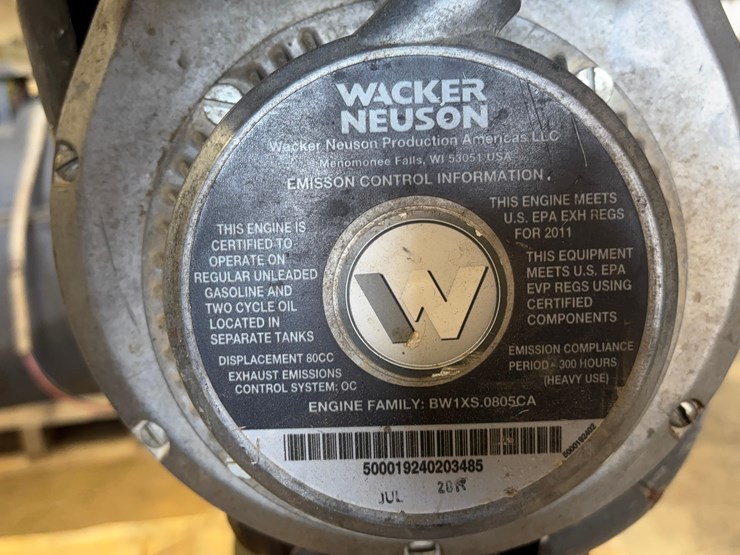 WACKER
NEUSON
Wacker Neuson Production Americas LLC
Menomonee Falls, WI 53051 USA
EMISSON CONTROL INFORMATION.
THIS ENGINE IS
CERTIFIED TO
OPERATE ON
REGULAR UNLEADED
GASOLINE AND
TWO CYCLE OIL
LOCATED IN
SEPARATE TANKS
DISPLACEMENT 80CC
EXHAUST EMISSIONS
CONTROL SYSTEM: OC
THIS ENGINE MEETS
U.S. EPA EXH REGS
FOR 2011
THIS EQUIPMENT
MEETS U.S. EPA
EVP REGS USING
CERTIFIED
COMPONENTS
EMISSION COMPLIANCE
PERIOD - 300 HOURS
(HEAVY USE)
W
ENGINE FAMILY: BW1XS.0805CA
500019240203485
0000192402
JUL